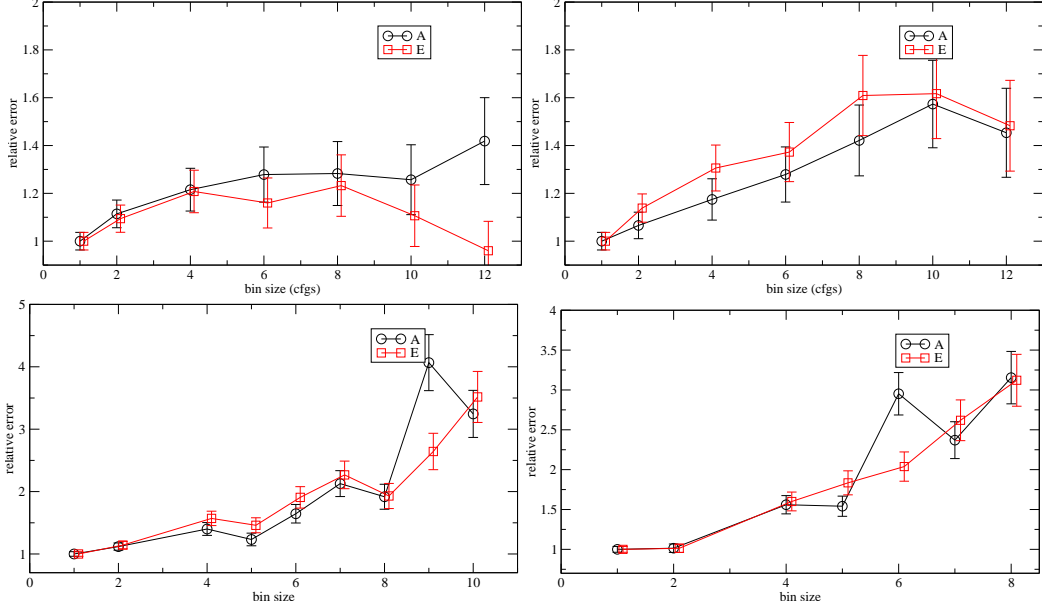 2
1.8
1.6
1.4
1.2
1
relative error
A
E
0 2 4 6 8 10 12
bin size (cfgs)
2
1.8
1.6
1.4
1.2
1
relative error
A
E
0 2 4 6 8 10 12
bin size (cfgs)
5
4
3
2
1
relative error
A
E
0 2 4 6 8 10
bin size
4
3.5
3
2.5
2
1.5
1
relative error
A
E
0 2 4 6 8
bin size